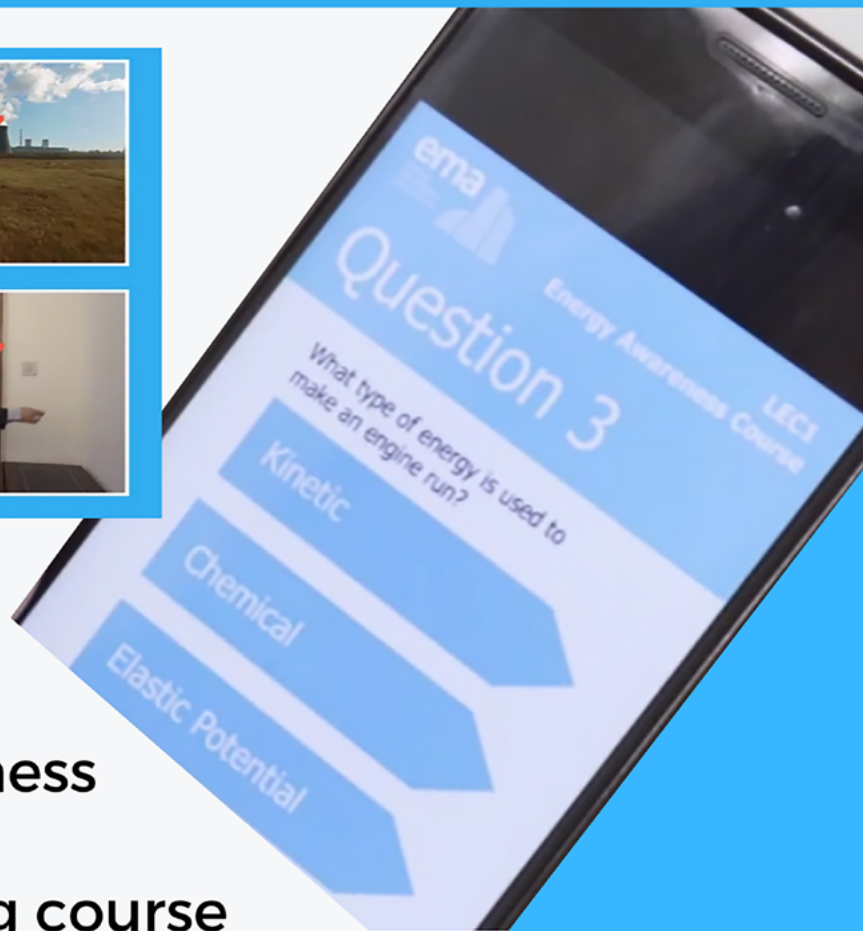 ema
Energy Awareness Course
LEC1
Question 3
What type of energy is used to
make an engine run?
Kinetic
Chemical
Elastic Potential
course